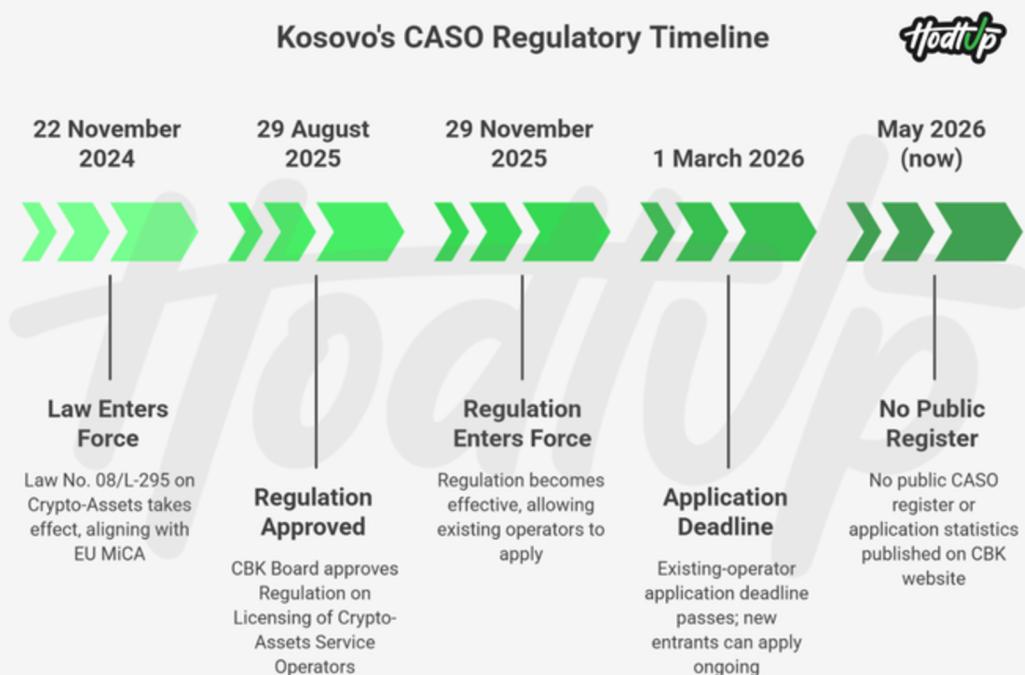 Kosovo's CASO Regulatory Timeline
HodlUp
22 November
2024
29 August
2025
29 November
2025
1 March 2026
May 2026
(now)
Law Enters
Force
Law No. 08/L-295 on
Crypto-Assets takes
effect, aligning with
EU MiCA
Regulation
Approved
CBK Board approves
Regulation on
Licensing of Crypto-
Assets Service
Operators
Regulation
Enters Force
Regulation becomes
effective, allowing
existing operators to
apply
Application
Deadline
Existing-operator
application deadline
passes; new
entrants can apply
ongoing
No Public
Register
No public CASO
register or
application statistics
published on CBK
website
HodlUp